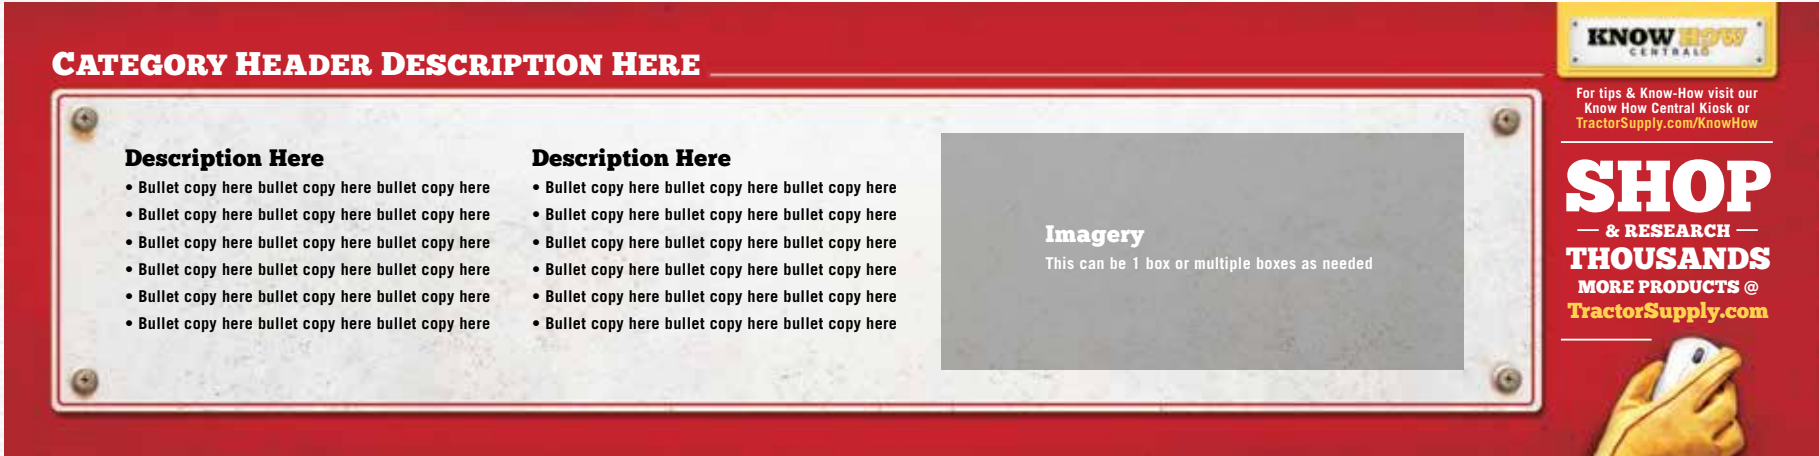 CATEGORY HEADER DESCRIPTION HERE
Description Here
• Bullet copy here bullet copy here bullet copy here
• Bullet copy here bullet copy here bullet copy here
• Bullet copy here bullet copy here bullet copy here
• Bullet copy here bullet copy here bullet copy here
• Bullet copy here bullet copy here bullet copy here
• Bullet copy here bullet copy here bullet copy here
Description Here
• Bullet copy here bullet copy here bullet copy here
• Bullet copy here bullet copy here bullet copy here
• Bullet copy here bullet copy here bullet copy here
• Bullet copy here bullet copy here bullet copy here
• Bullet copy here bullet copy here bullet copy here
• Bullet copy here bullet copy here bullet copy here
Imagery
This can be 1 box or multiple boxes as needed
KNOW HOW
CENTRAL
For tips & Know-How visit our
Know How Central Kiosk or
TractorSupply.com/KnowHow
SHOP
& RESEARCH
THOUSANDS
MORE PRODUCTS @
TractorSupply.com